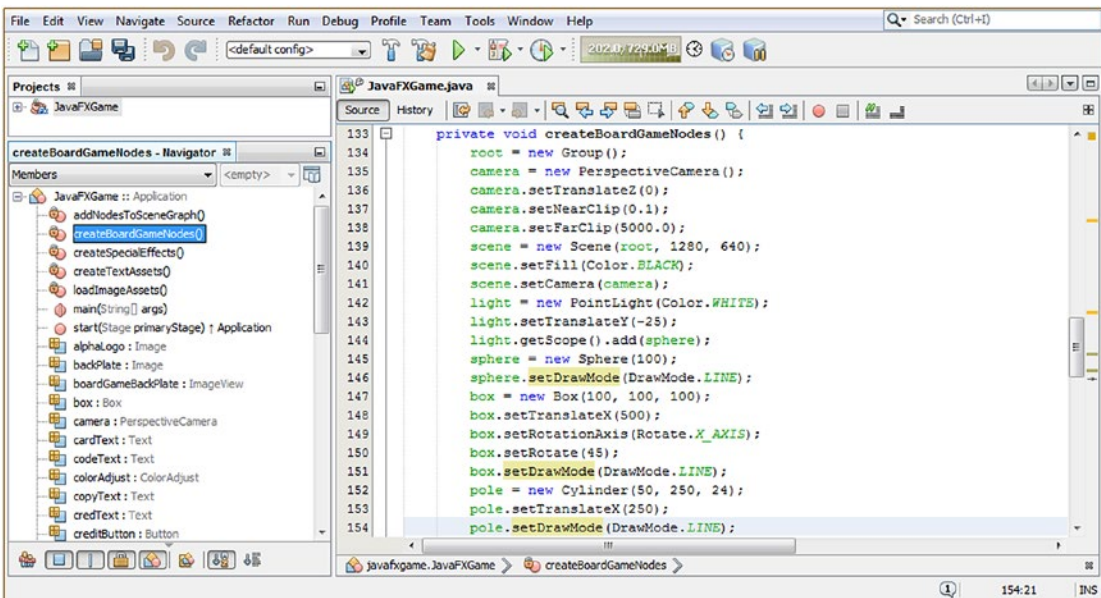 File Edit View Navigate Source Refactor Run Debug Profile Team Tools Window Help
Search (Ctrl+I)
<default config>
202.0/729.0MB
Projects
JavaFXGame
createBoardGameNodes - Navigator
Members
<empty>
JavaFXGame :: Application
addNodesToSceneGraph()
createBoardGameNodes()
createSpecialEffects()
createTextAssets()
loadImageAssets()
main(String[] args)
start(Stage primaryStage) ↑ Application
alphaLogo : Image
backPlate : Image
boardGameBackPlate : ImageView
box : Box
camera : PerspectiveCamera
cardText : Text
codeText : Text
colorAdjust : ColorAdjust
copyText : Text
credText : Text
creditButton : Button
JavaFXGame.java
Source History
133 private void createBoardGameNodes() {
134 root = new Group();
135 camera = new PerspectiveCamera();
136 camera.setTranslateZ(0);
137 camera.setNearClip(0.1);
138 camera.setFarClip(5000.0);
139 scene = new Scene(root, 1280, 640);
140 scene.setFill(Color.BLACK);
141 scene.setCamera(camera);
142 light = new PointLight(Color.WHITE);
143 light.setTranslateY(-25);
144 light.getScope().add(sphere);
145 sphere = new Sphere(100);
146 sphere.setDrawMode(DrawMode.LINE);
147 box = new Box(100, 100, 100);
148 box.setTranslateX(500);
149 box.setRotationAxis(Rotate.X_AXIS);
150 box.setRotate(45);
151 box.setDrawMode(DrawMode.LINE);
152 pole = new Cylinder(50, 250, 24);
153 pole.setTranslateX(250);
154 pole.setDrawMode(DrawMode.LINE);
javafxgame.JavaFXGame
createBoardGameNodes
1
154:21
INS